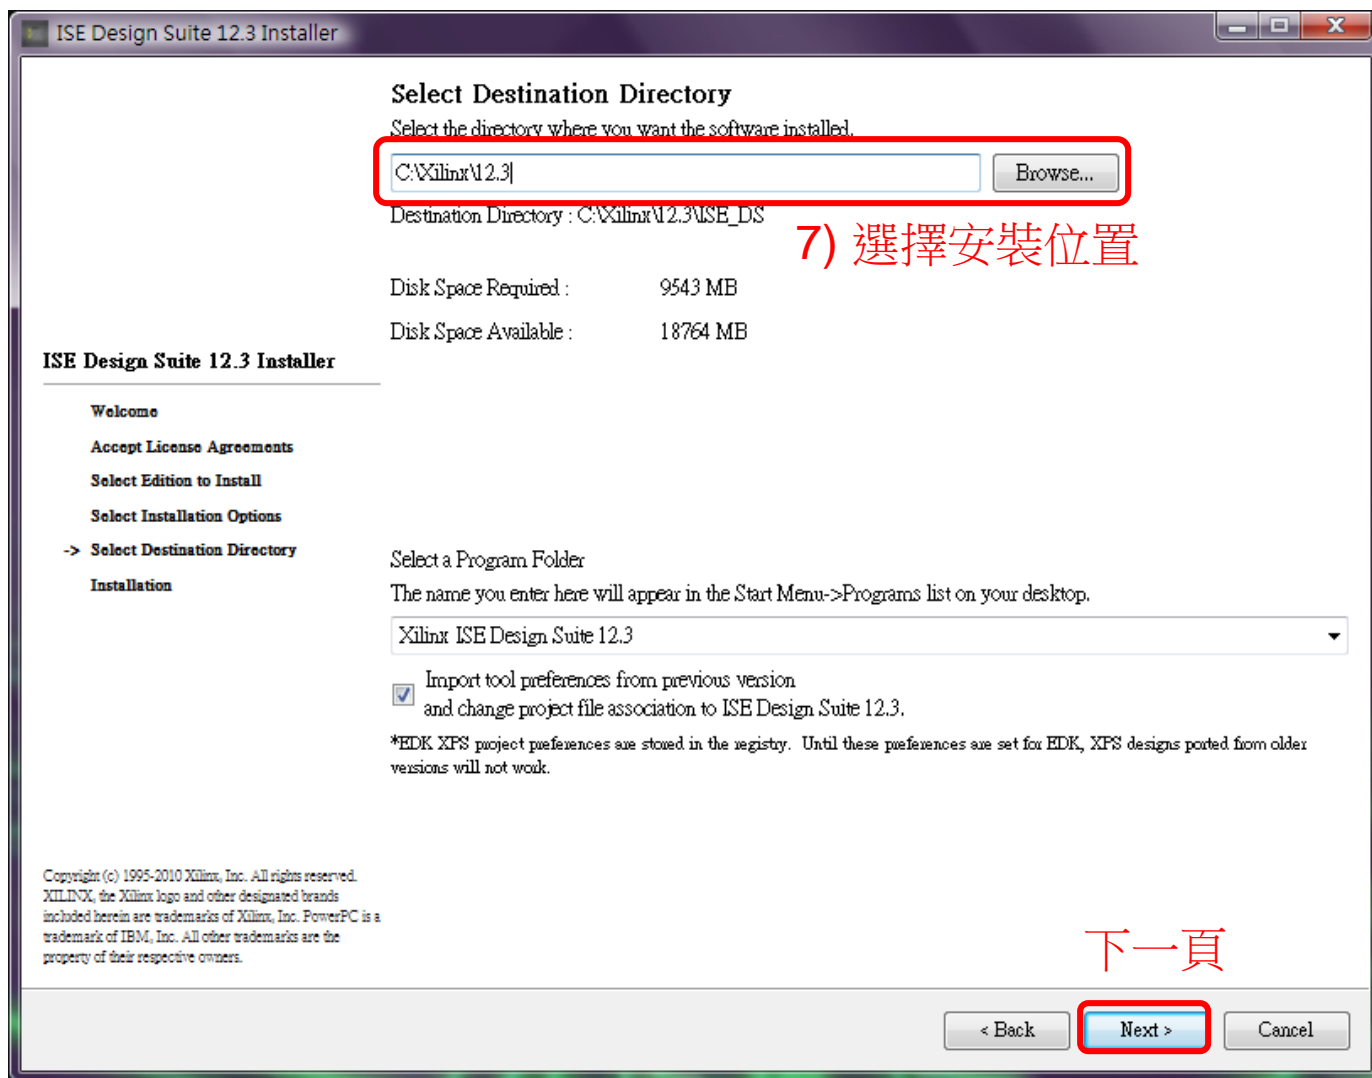 ISE Design Suite 12.3 Installer
Select Destination Directory
Select the directory where you want the software installed.
C:\Xilinx\12.3
Browse...
Destination Directory : C:\Xilinx\12.3\ISE_DS
7) 選擇安裝位置
Disk Space Required : 9543 MB
Disk Space Available : 18764 MB
ISE Design Suite 12.3 Installer
Welcome
Accept License Agreements
Select Edition to Install
Select Installation Options
-> Select Destination Directory
Installation
Select a Program Folder
The name you enter here will appear in the Start Menu->Programs list on your desktop.
Xilinx ISE Design Suite 12.3
Import tool preferences from previous version
and change project file association to ISE Design Suite 12.3.
*EDK XPS project preferences are stored in the registry. Until these preferences are set for EDK, XPS designs ported from older
versions will not work.
Copyright (c) 1995-2010 Xilinx, Inc. All rights reserved.
XILINX, the Xilinx logo and other designated brands
included herein are trademarks of Xilinx, Inc. PowerPC is a
trademark of IBM, Inc. All other trademarks are the
property of their respective owners.
下一頁
< Back
Next >
Cancel